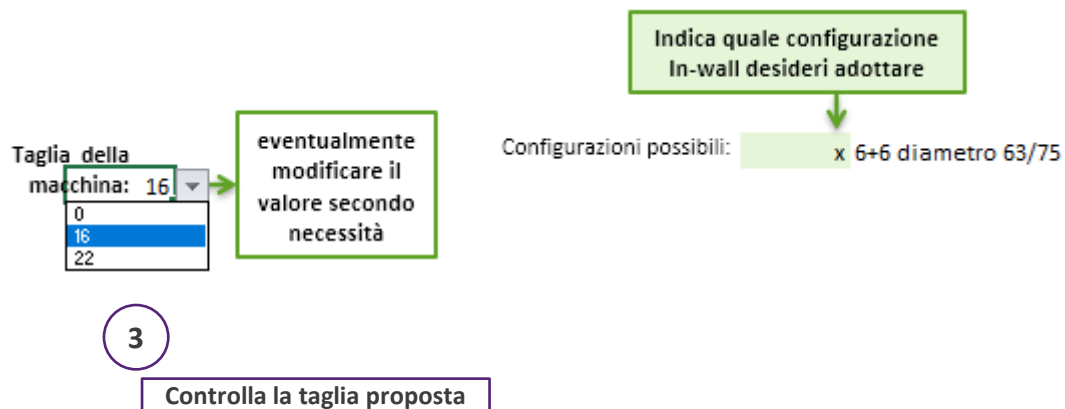 Indica quale configurazione
In-wall desideri adottare
Taglia della
macchina: 16
0
16
22
eventualmente
modificare il
valore secondo
necessità
Configurazioni possibili: x 6+6 diametro 63/75
3
Controlla la taglia proposta